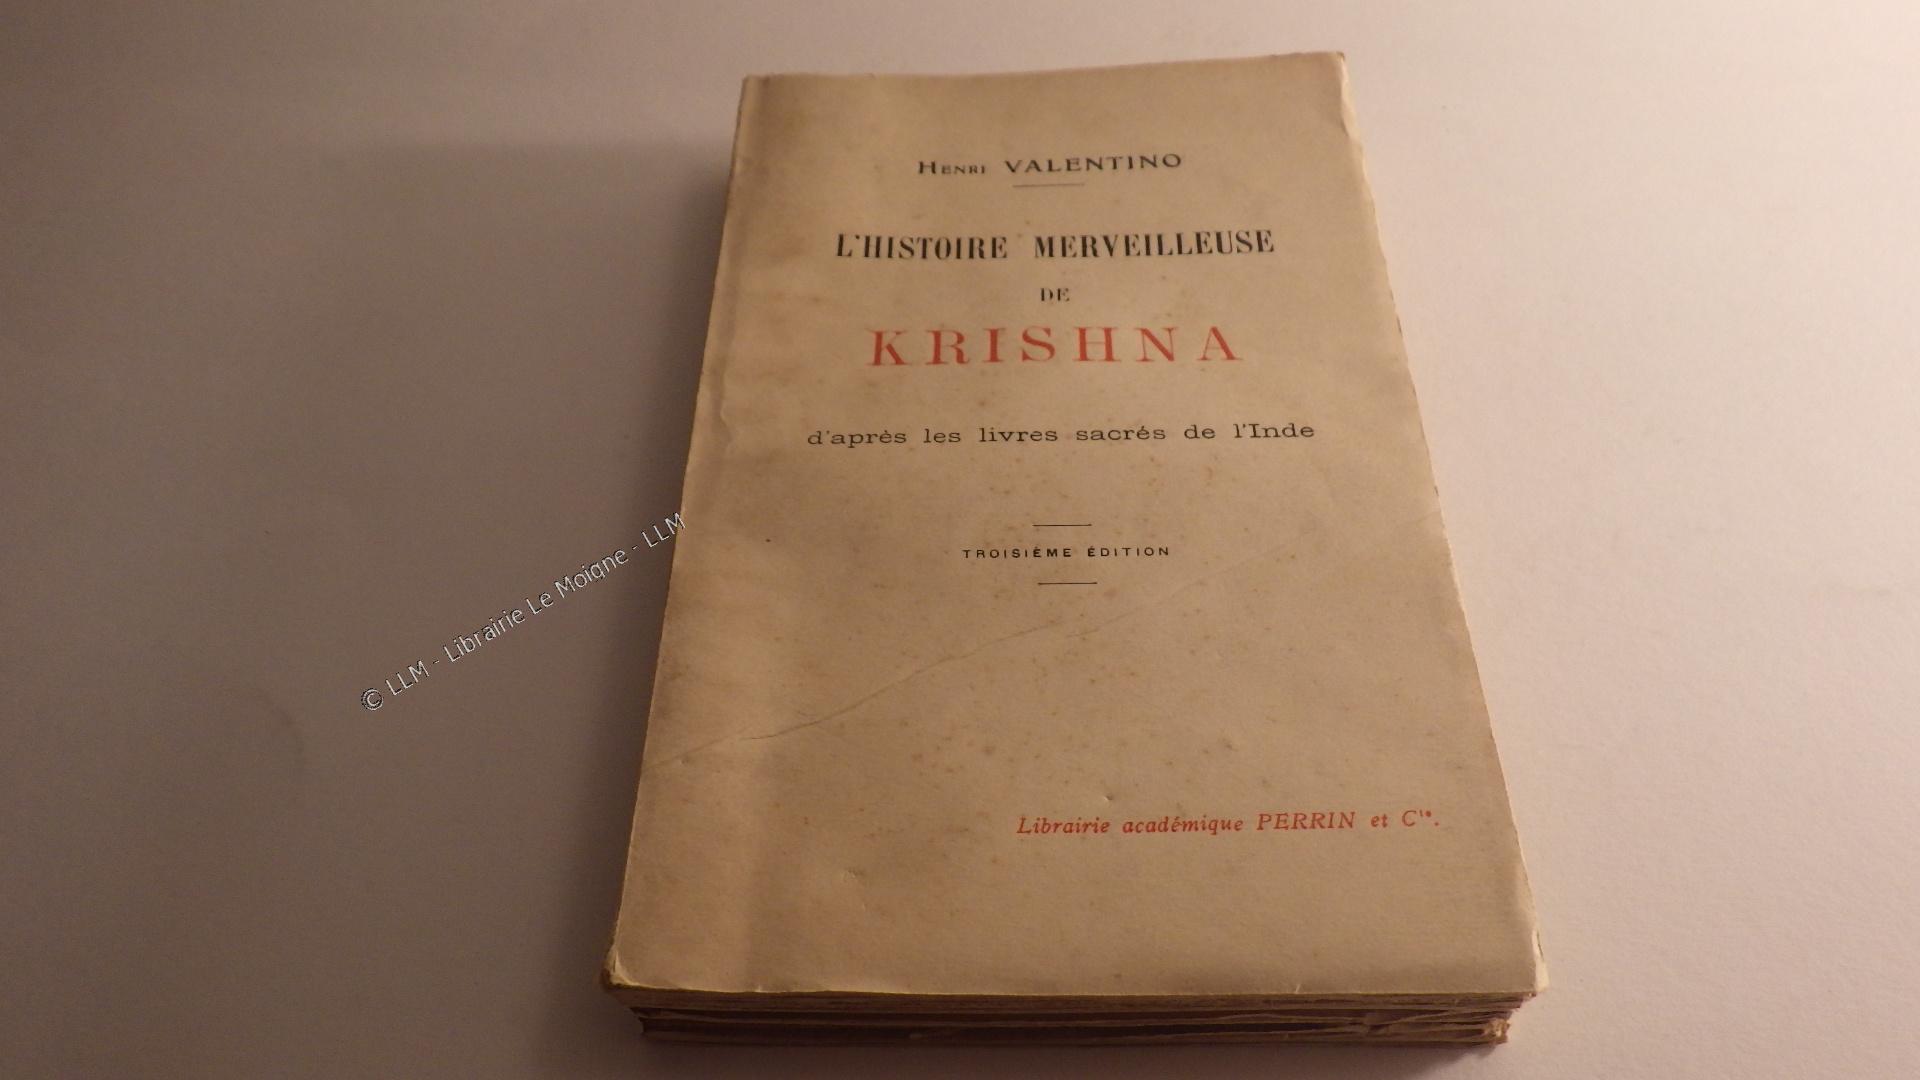 Henri VALENTINO
L'HISTOIRE MERVEILLEUSE
DE
KRISHNA
d'après les livres sacrés de l'Inde
TROISIÈME ÉDITION
Librairie académique PERRIN et Cie.
© LLM - Librairie Le Moigne - LLM